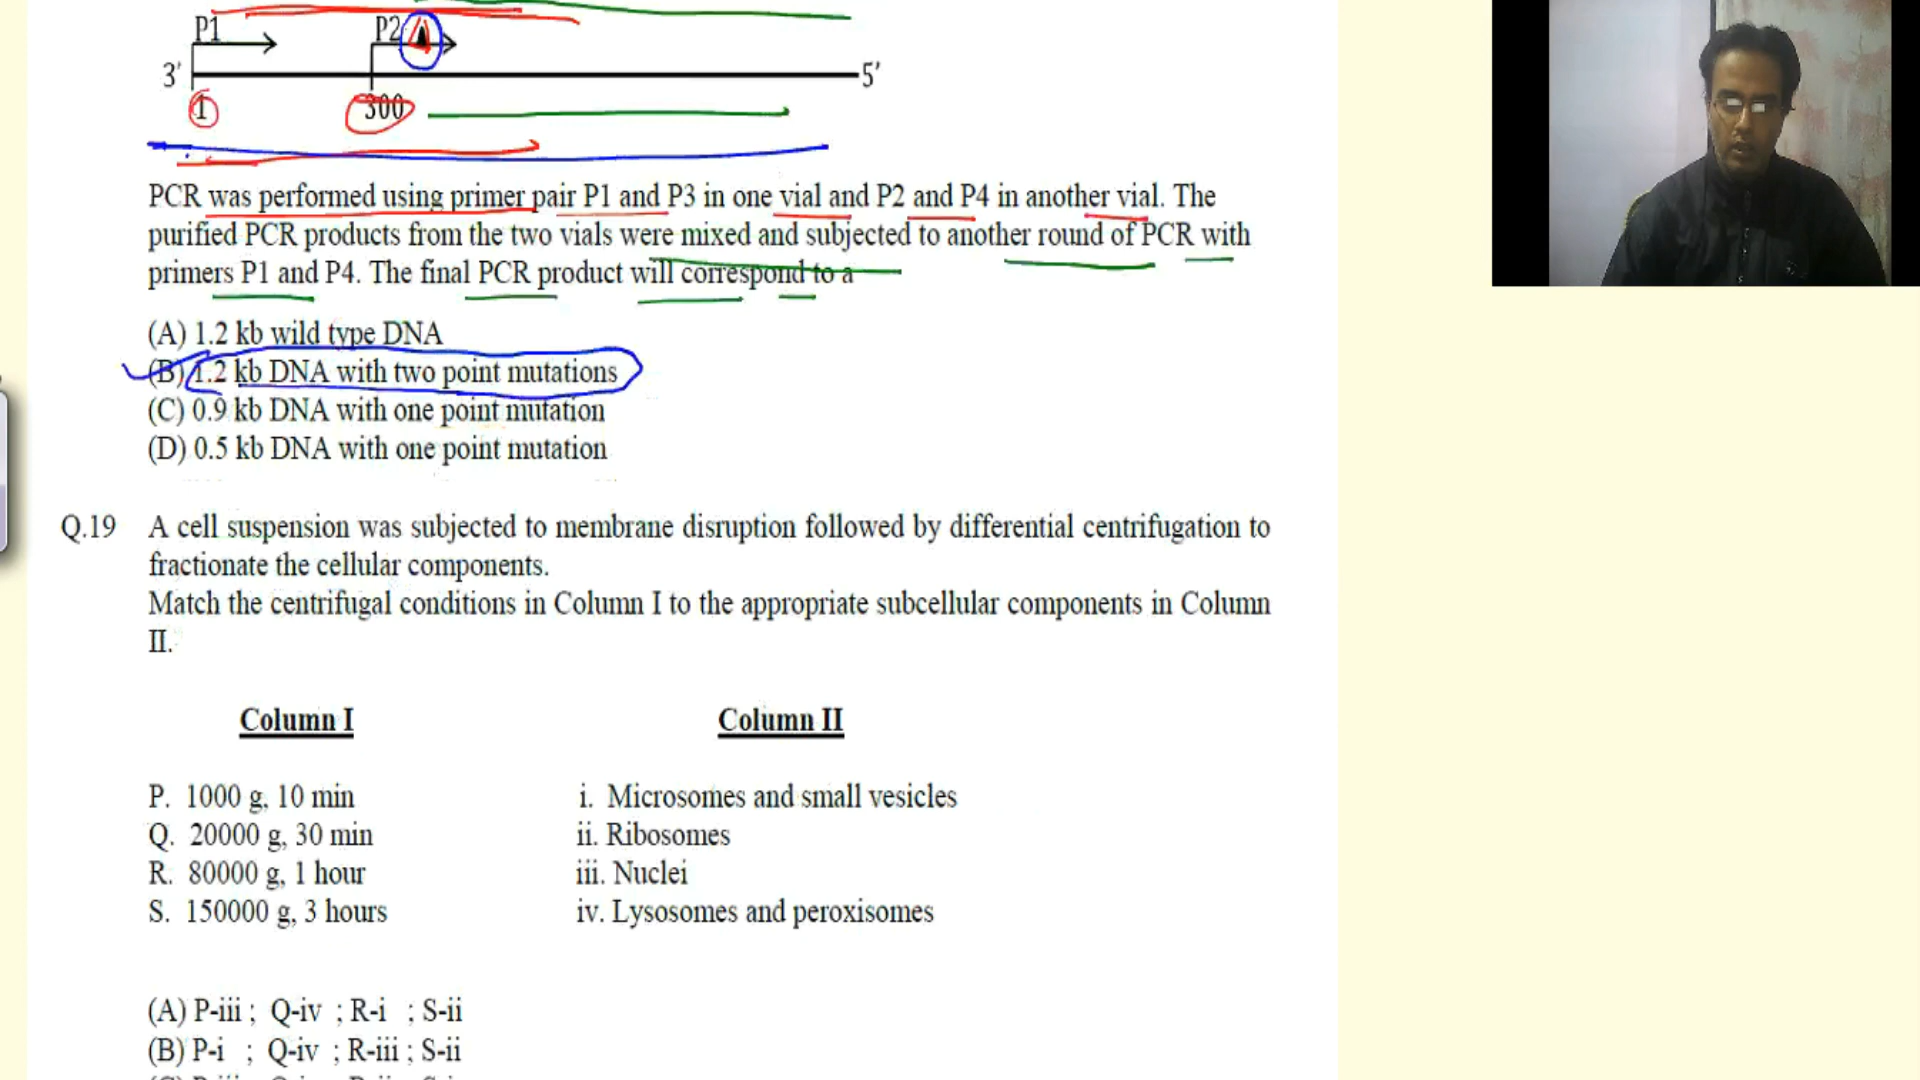 P1
P2
3'
5'
1
300
PCR was performed using primer pair P1 and P3 in one vial and P2 and P4 in another vial. The
purified PCR products from the two vials were mixed and subjected to another round of PCR with
primers P1 and P4. The final PCR product will correspond to a
(A) 1.2 kb wild type DNA
(B) 1.2 kb DNA with two point mutations
(C) 0.9 kb DNA with one point mutation
(D) 0.5 kb DNA with one point mutation
Q.19 A cell suspension was subjected to membrane disruption followed by differential centrifugation to
fractionate the cellular components.
Match the centrifugal conditions in Column I to the appropriate subcellular components in Column
II.
Column I Column II
P. 1000 g, 10 min i. Microsomes and small vesicles
Q. 20000 g, 30 min ii. Ribosomes
R. 80000 g, 1 hour iii. Nuclei
S. 150000 g, 3 hours iv. Lysosomes and peroxisomes
(A) P-iii ; Q-iv ; R-i ; S-ii
(B) P-i ; Q-iv ; R-iii ; S-ii